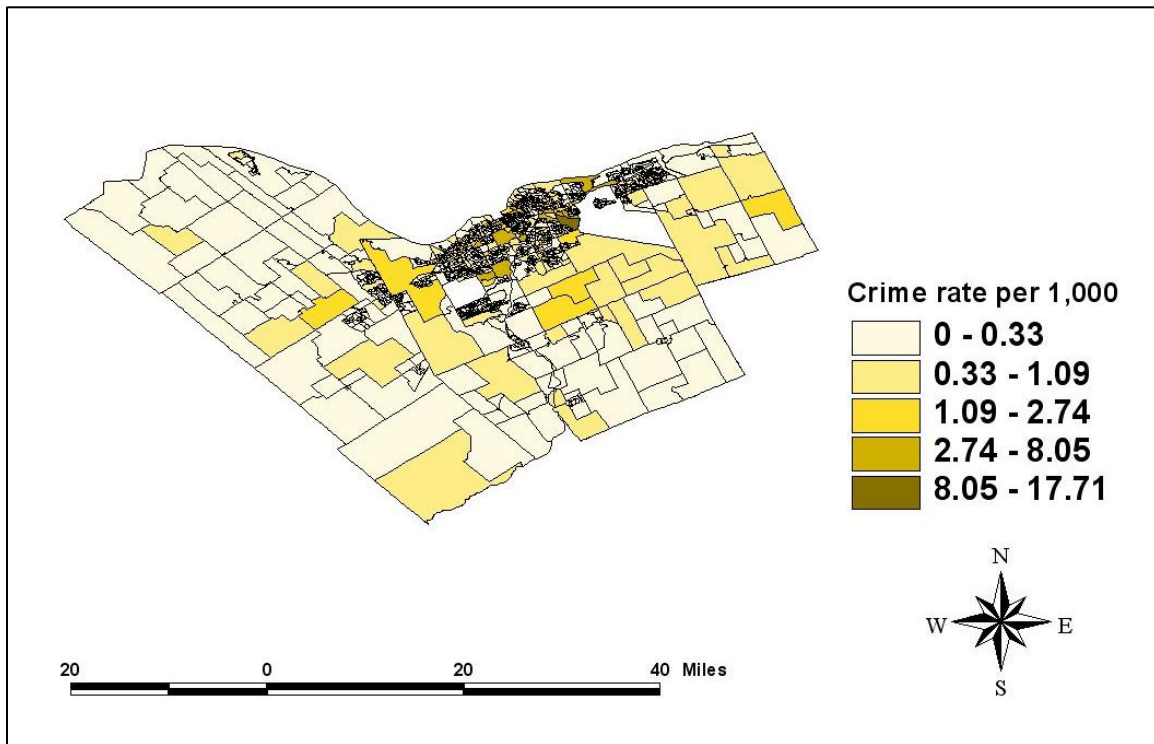 Crime rate per 1,000
0 - 0.33
0.33 - 1.09
1.09 - 2.74
2.74 - 8.05
8.05 - 17.71
N
W E
S
20 0 20 40 Miles